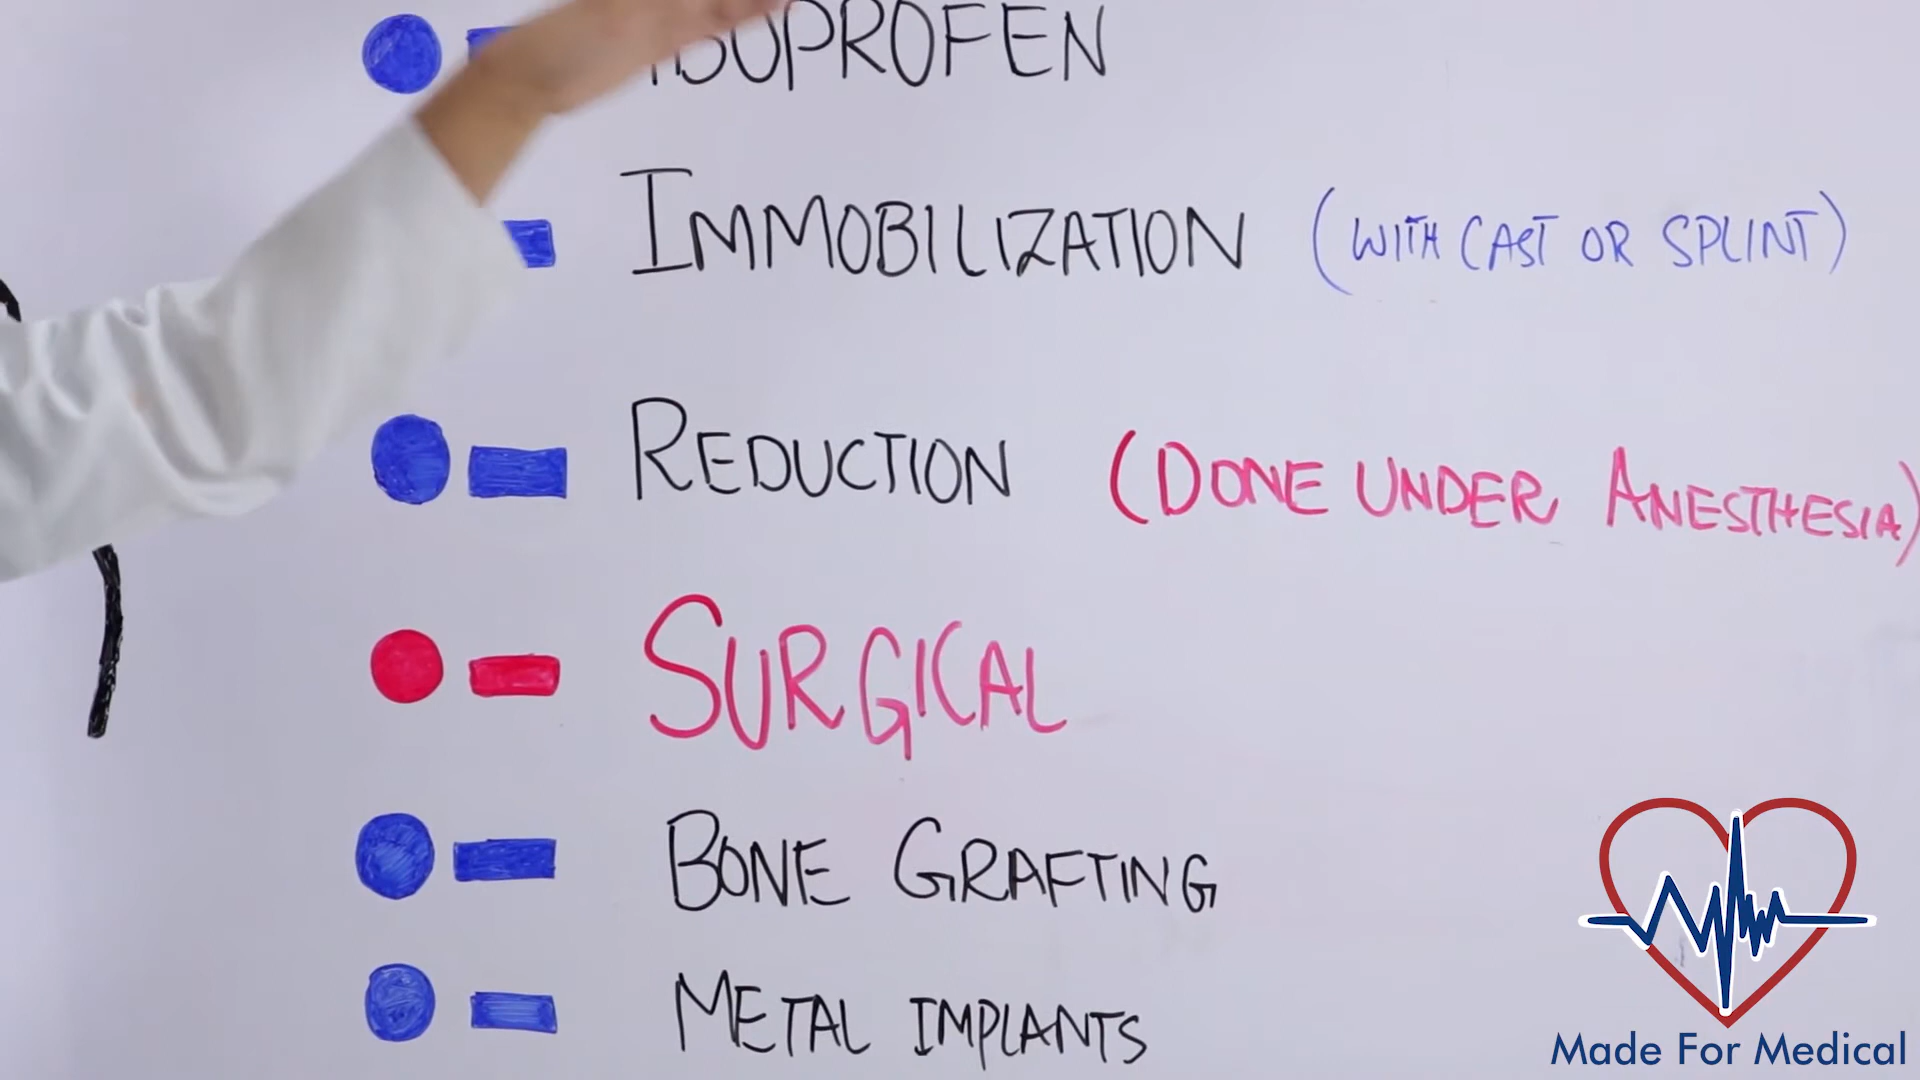 IBUPROFEN
IMMOBILIZATION (WITH CAST OR SPLINT)
REDUCTION (DONE UNDER ANESTHESIA)
SURGICAL
BONE GRAFTING
METAL IMPLANTS
Made For Medical